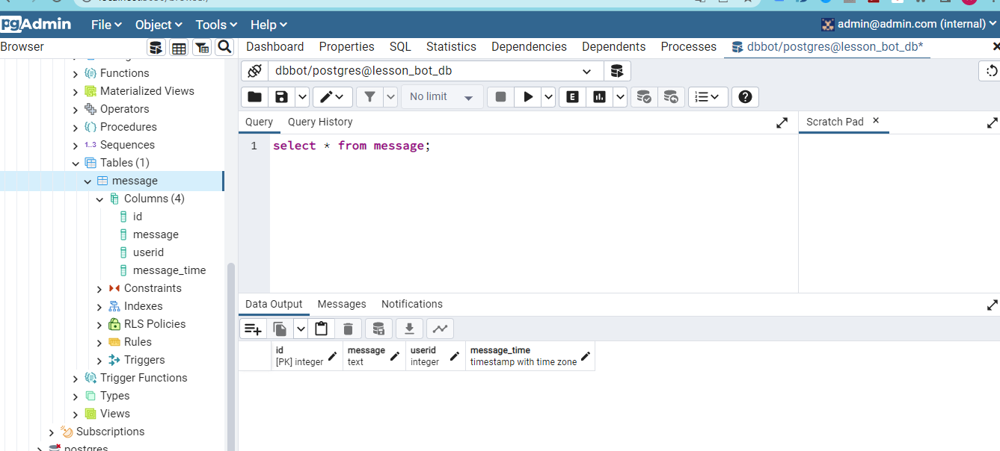 pgAdmin File Object Tools Help admin@admin.com (internal)
Browser
Dashboard Properties SQL Statistics Dependencies Dependents Processes dbbot/postgres@lesson_bot_db*
dbbot/postgres@lesson_bot_db
No limit
E
Query Query History
Scratch Pad
1 select * from message;
Functions
Materialized Views
Operators
Procedures
1..3 Sequences
Tables (1)
message
Columns (4)
id
message
userid
message_time
Constraints
Indexes
RLS Policies
Rules
Triggers
Trigger Functions
Types
Views
Subscriptions
postgres
Data Output Messages Notifications
id
[PK] integer
message
text
userid
integer
message_time
timestamp with time zone